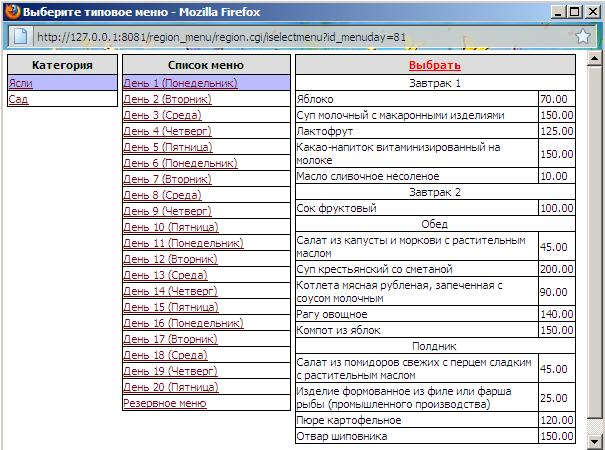 Выберите типовое меню - Mozilla Firefox
http://127.0.0.1:8081/region_menu/region.cgi/iselectmenu?id_menuday=81
Категория
Ясли
Сад
Список меню
День 1 (Понедельник)
День 2 (Вторник)
День 3 (Среда)
День 4 (Четверг)
День 5 (Пятница)
День 6 (Понедельник)
День 7 (Вторник)
День 8 (Среда)
День 9 (Четверг)
День 10 (Пятница)
День 11 (Понедельник)
День 12 (Вторник)
День 13 (Среда)
День 14 (Четверг)
День 15 (Пятница)
День 16 (Понедельник)
День 17 (Вторник)
День 18 (Среда)
День 19 (Четверг)
День 20 (Пятница)
Резервное меню
Выбрать
Завтрак 1
Яблоко 70.00
Суп молочный с макаронными изделиями 150.00
Лактофрут 125.00
Какао-напиток витаминизированный на
молоке 150.00
Масло сливочное несоленое 10.00
Завтрак 2
Сок фруктовый 100.00
Обед
Салат из капусты и моркови с растительным
маслом 45.00
Суп крестьянский со сметаной 200.00
Котлета мясная рубленая, запеченная с
соусом молочным 90.00
Рагу овощное 140.00
Компот из яблок 150.00
Полдник
Салат из помидоров свежих с перцем сладким
с растительным маслом 45.00
Изделие формованное из филе или фарша
рыбы (промышленного производства) 25.00
Пюре картофельное 120.00
Отвар шиповника 150.00